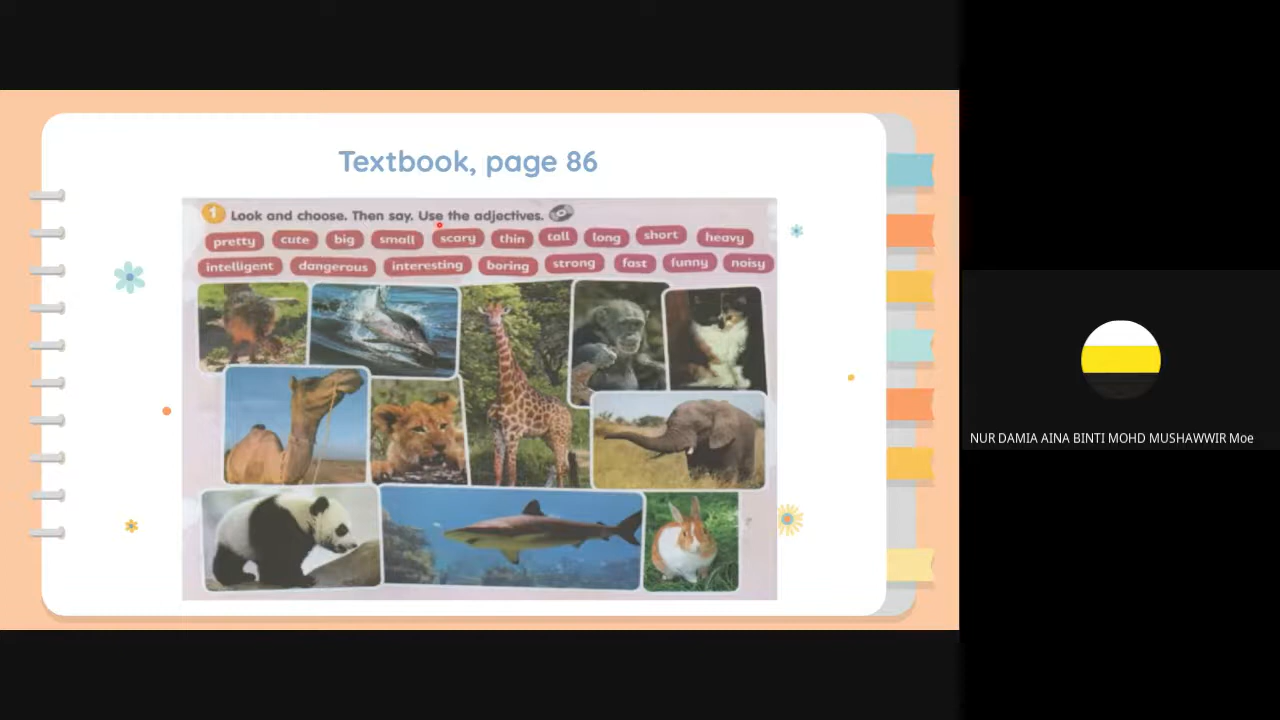 Textbook, page 86
1 Look and choose. Then say. Use the adjectives.
pretty cute big small scary thin tall long short heavy
intelligent dangerous interesting boring strong fast funny noisy
NUR DAMIA AINA BINTI MOHD MUSHAWWIR Moe